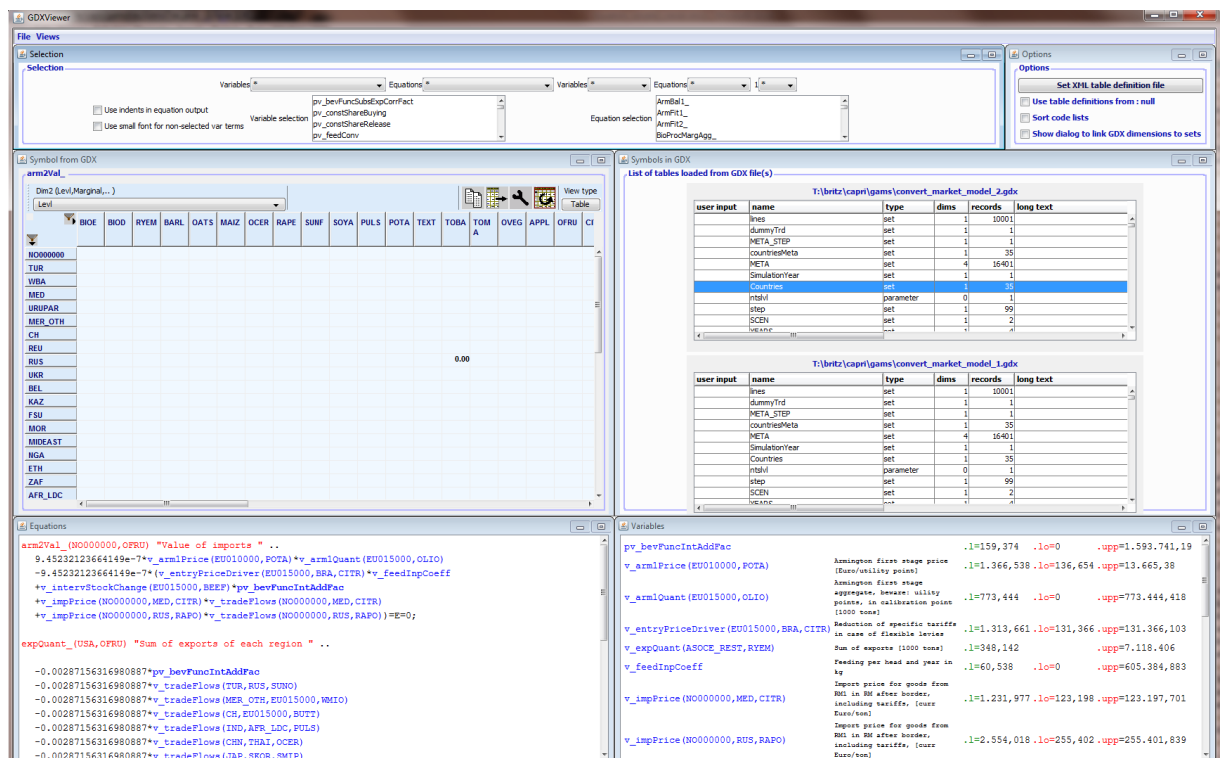 GDXViewer
File Views
Selection
Selection
Variables * Equations * Variables * Equations * 1 *
Use indents in equation output
Use small font for non-selected var terms
Variable selection
pv_bevFuncSubsExpCorrFact
pv_constShareBuying
pv_constShareRelease
pv_feedConv
Equation selection
ArmBal1_
ArmFit1_
ArmFit2_
BioProcMargAgg_
Options
Options
Set XML table definition file
Use table definitions from : null
Sort code lists
Show dialog to link GDX dimensions to sets
Symbol from GDX
arm2Val_
Dim2 (Levl,Marginal,.. )
Levl
View type
Table
BIOE BIOD RYEM BARL OATS MAIZ OCER RAPE SUNF SOYA PULS POTA TEXT TOBA TOMA OVEG APPL OFRU
NO000000
TUR
WBA
MED
URUPAR
MER_OTH
CH
REU
RUS 0.00
UKR
BEL
KAZ
FSU
MOR
MIDEAST
NGA
ETH
ZAF
AFR_LDC
Symbols in GDX
List of tables loaded from GDX file(s)
T:\britz\capri\gams\convert_market_model_2.gdx
user input name type dims records long text
lines set 1 10001
dummyTrd set 1 1
META_STEP set 1 1
countriesMeta set 1 35
META set 4 16401
SimulationYear set 1 1
Countries set 1 35
ntslvl parameter 0 1
step set 1 99
SCEN set 1 2
YEARS set 1 4
T:\britz\capri\gams\convert_market_model_1.gdx
user input name type dims records long text
lines set 1 10001
dummyTrd set 1 1
META_STEP set 1 1
countriesMeta set 1 35
META set 4 16401
SimulationYear set 1 1
Countries set 1 35
ntslvl parameter 0 1
step set 1 99
SCEN set 1 2
YEARS set 1 4
Equations
arm2Val_(NO000000,OFRU) "Value of imports " ..
9.45232123664149e-7*v_arm1Price(EU010000,POTA)*v_arm1Quant(EU015000,OLIO)
-9.45232123664149e-7*(v_entryPriceDriver(EU015000,BRA,CITR)*v_feedInpCoeff
+v_intervStockChange(EU015000,BEEF)*pv_bevFuncIntAddFac
+v_impPrice(NO000000,MED,CITR)*v_tradeFlows(NO000000,MED,CITR)
+v_impPrice(NO000000,RUS,RAPO)*v_tradeFlows(NO000000,RUS,RAPO))=E=0;
expQuant_(USA,OFRU) "Sum of exports of each region " ..
-0.00287156316980887*pv_bevFuncIntAddFac
-0.00287156316980887*v_tradeFlows(TUR,RUS,SUNO)
-0.00287156316980887*v_tradeFlows(MER_OTH,EU015000,WMIO)
-0.00287156316980887*v_tradeFlows(CH,EU015000,BUTT)
-0.00287156316980887*v_tradeFlows(IND,AFR_LDC,PULS)
-0.00287156316980887*v_tradeFlows(CHN,THAI,OCER)
-0.00287156316980887*v_tradeFlows(JAP,SKOR,SMIP)
Variables
pv_bevFuncIntAddFac .l=159,374 .lo=0 .upp=1.593.741,19
v_arm1Price(EU010000,POTA) Armington first stage price [Euro/utility point] .l=1.366,538 .lo=136,654 .upp=13.665,38
v_arm1Quant(EU015000,OLIO) Armington first stage aggregate, beware: uility points, in calibration point [1000 tons] .l=773,444 .lo=0 .upp=773.444.418
v_entryPriceDriver(EU015000,BRA,CITR) Reduction of specific tariffs in case of flexible levies .l=1.313,661 .lo=131,366 .upp=131.366,103
v_expQuant(ASOCE_REST,RYEM) Sum of exports [1000 tons] .l=348,142 .upp=7.118.406
v_feedInpCoeff Feeding per head and year in kg .l=60,538 .lo=0 .upp=605.384,883
v_impPrice(NO000000,MED,CITR) Import price for goods from RM1 in RM after border, including tariffs, [curr Euro/ton] .l=1.231,977 .lo=123,198 .upp=123.197,701
v_impPrice(NO000000,RUS,RAPO) Import price for goods from RM1 in RM after border, including tariffs, [curr Euro/ton] .l=2.554,018 .lo=255,402 .upp=255.401,839